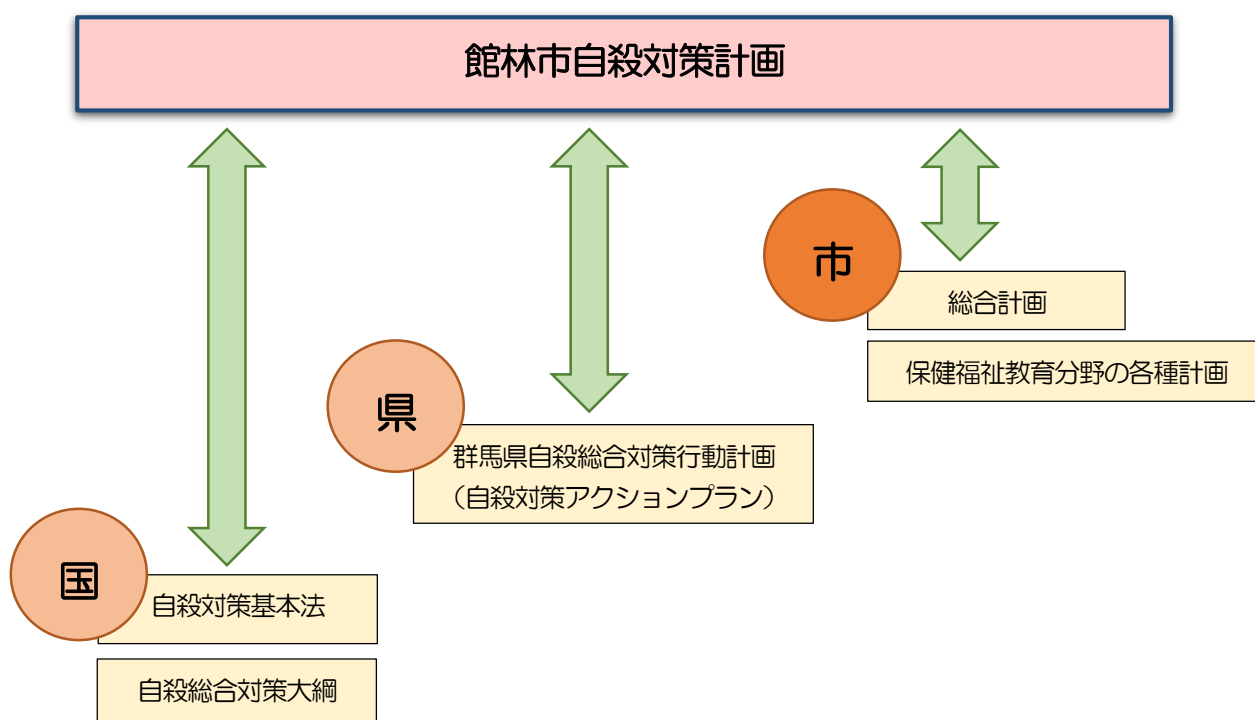 館林市自殺対策計画
市
総合計画
保健福祉教育分野の各種計画
県
群馬県自殺総合対策行動計画
（自殺対策アクションプラン）
国
自殺対策基本法
自殺総合対策大綱